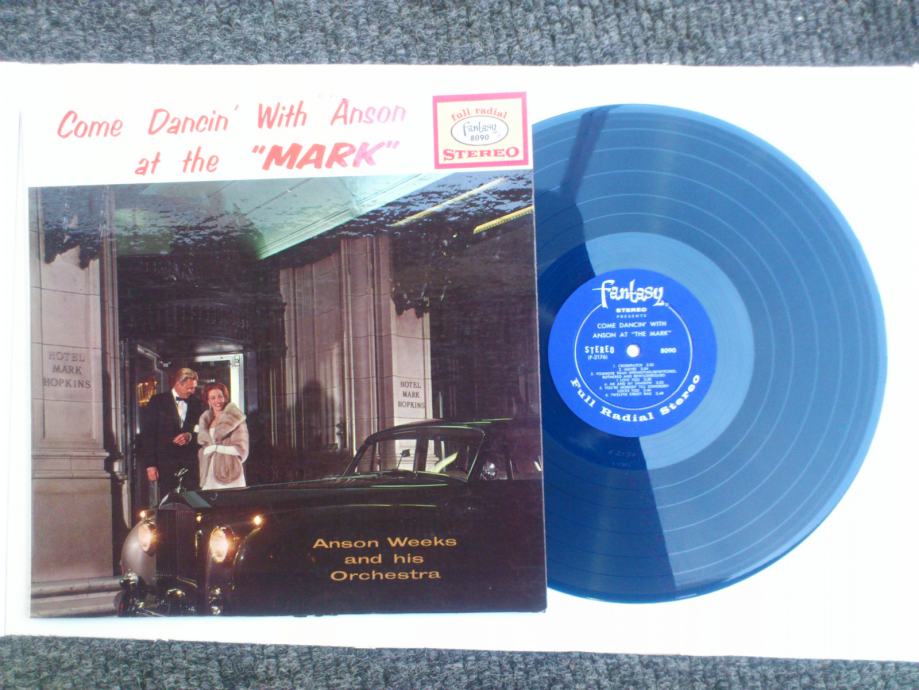 Come Dancin' With Anson
at the "MARK"
full radial
fantasy
8090
STEREO
HOTEL
MARK
HOPKINS
HOTEL
MARK
HOPKINS
Anson Weeks
and his
Orchestra
fantasy
STEREO
PRESENTS
COME DANCIN' WITH
ANSON AT "THE MARK"
STEREO
8090
Full Radial Stereo